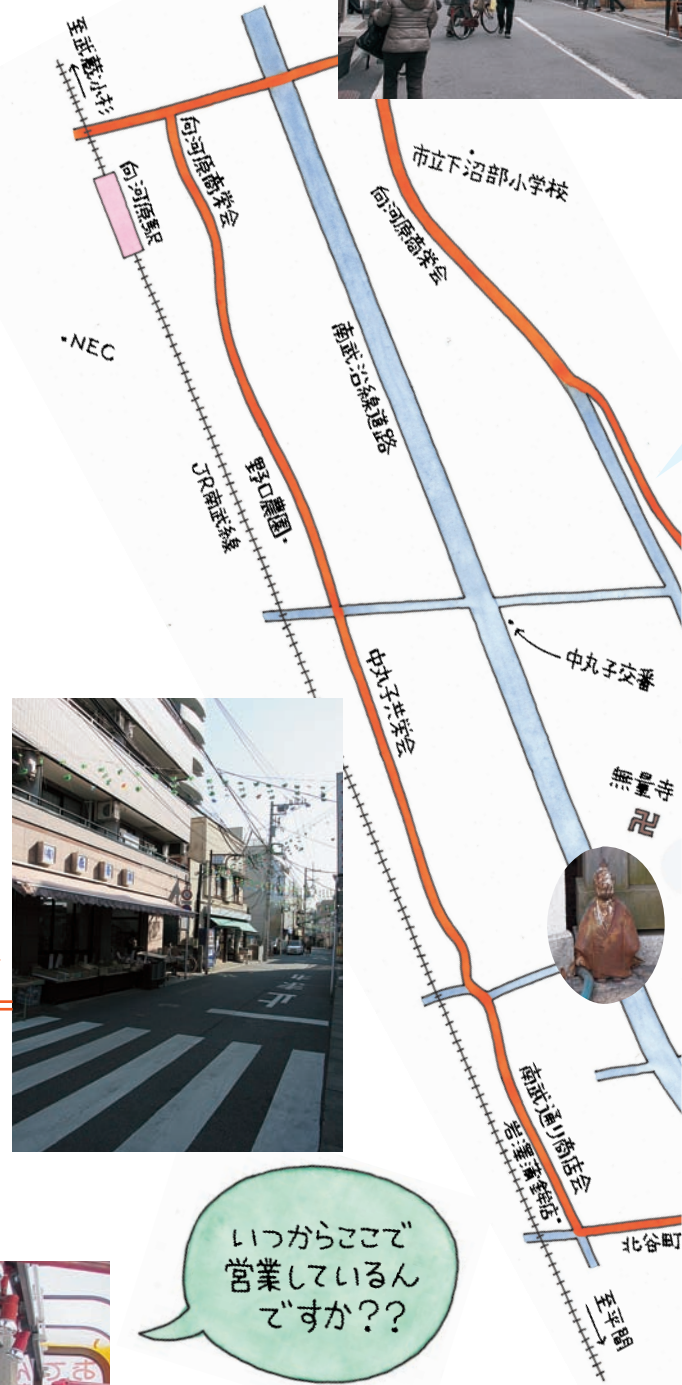 至武蔵小杉
向河原商栄会
向河原駅
市立下沼部小学校
向河原商栄会
・NEC
南武沿線道路
JR南武線
野口農園
中丸子交番
中丸子共栄会
無量寺
卍
南武通り商店会
岩澤蒲鉾店
いつからここで
営業しているん
ですか??
至平間